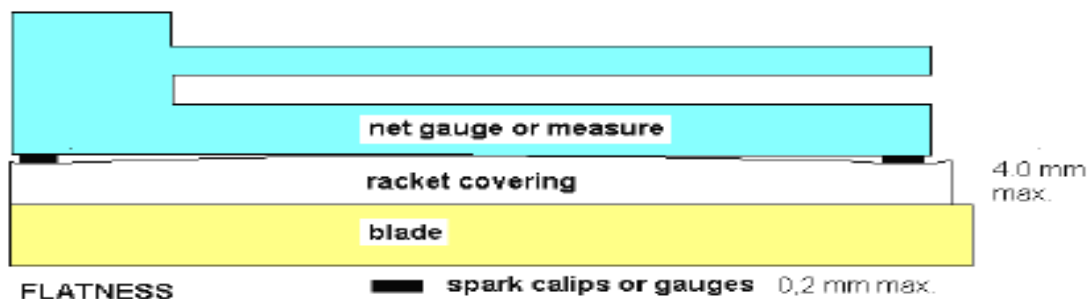 net gauge or measure
racket covering
4.0 mm
max.
blade
FLATNESS
spark calips or gauges 0,2 mm max.